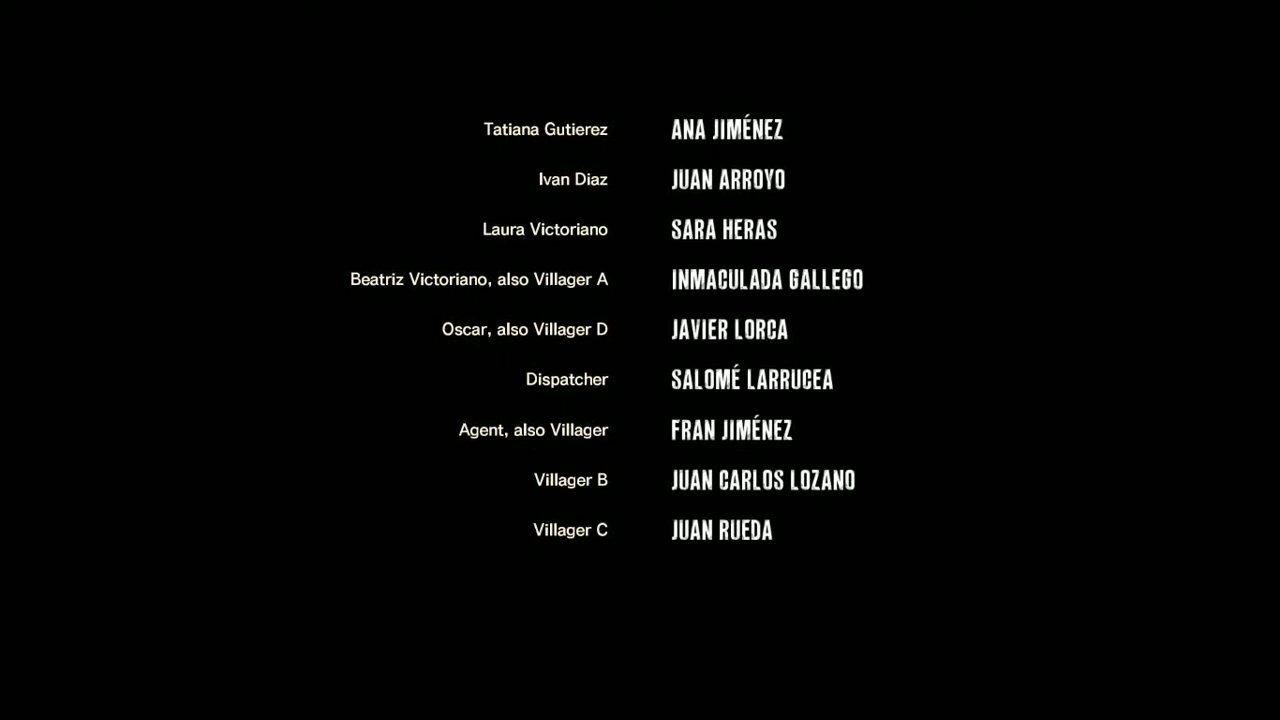 Tatiana Gutierez ANA JIMÉNEZ
Ivan Diaz JUAN ARROYO
Laura Victoriano SARA HERAS
Beatriz Victoriano, also Villager A INMACULADA GALLEGO
Oscar, also Villager D JAVIER LORCA
Dispatcher SALOMÉ LARRUCEA
Agent, also Villager FRAN JIMÉNEZ
Villager B JUAN CARLOS LOZANO
Villager C JUAN RUEDA